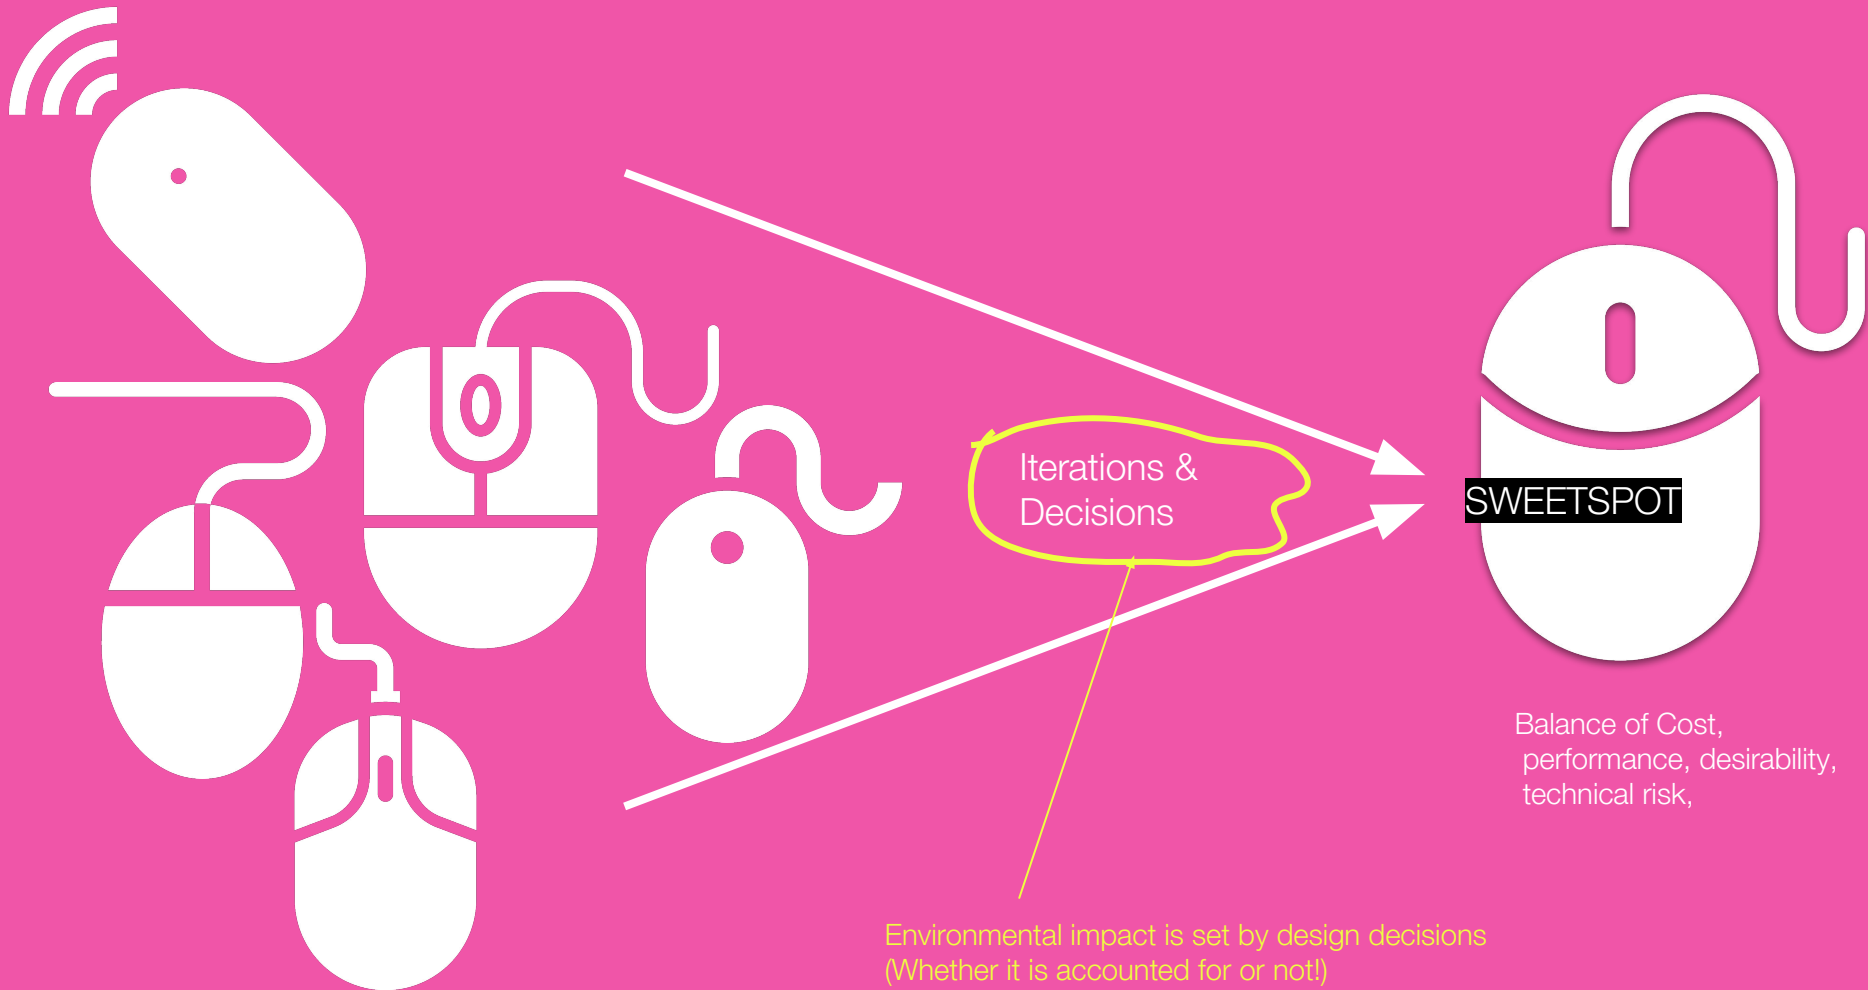 Iterations &
Decisions
SWEETSPOT
Balance of Cost,
performance, desirability,
technical risk,
Environmental impact is set by design decisions
(Whether it is accounted for or not!)